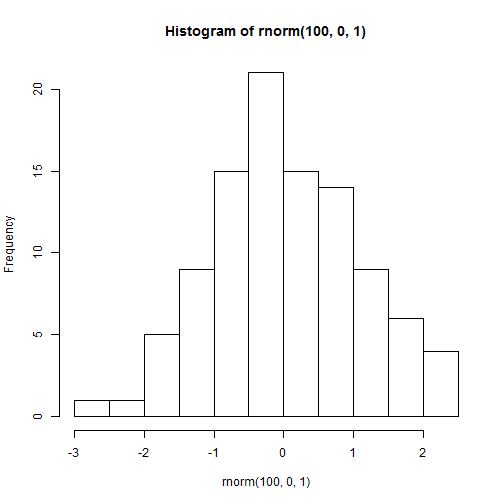 Histogram of rnorm(100, 0, 1)
Frequency
20
15
10
5
0
-3 -2 -1 0 1 2
rnorm(100, 0, 1)